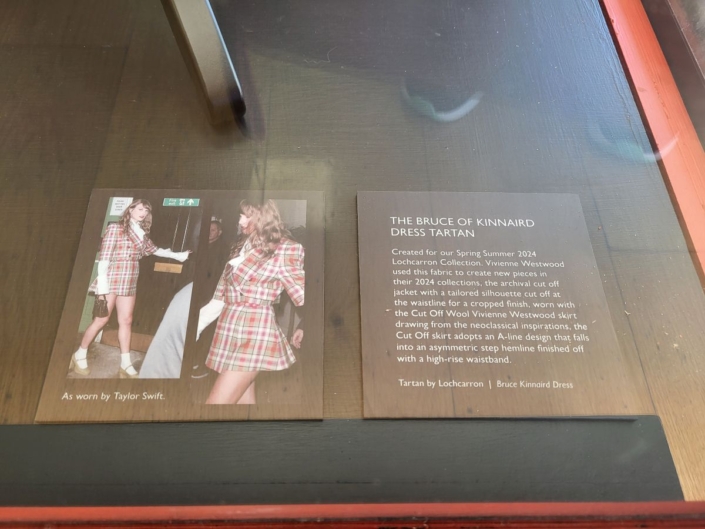 As worn by Taylor Swift.
THE BRUCE OF KINNAIRD
DRESS TARTAN
Created for our Spring Summer 2024
Lochcarron Collection. Vivienne Westwood
used this fabric to create new pieces in
their 2024 collections, the archival cut off
jacket with a tailored silhouette cut off at
the waistline for a cropped finish, worn with
the Cut Off Wool Vivienne Westwood skirt
drawing from the neoclassical inspirations, the
Cut Off skirt adopts an A-line design that falls
into an asymmetric step hemline finished off
with a high-rise waistband.
Tartan by Lochcarron | Bruce Kinnaird Dress